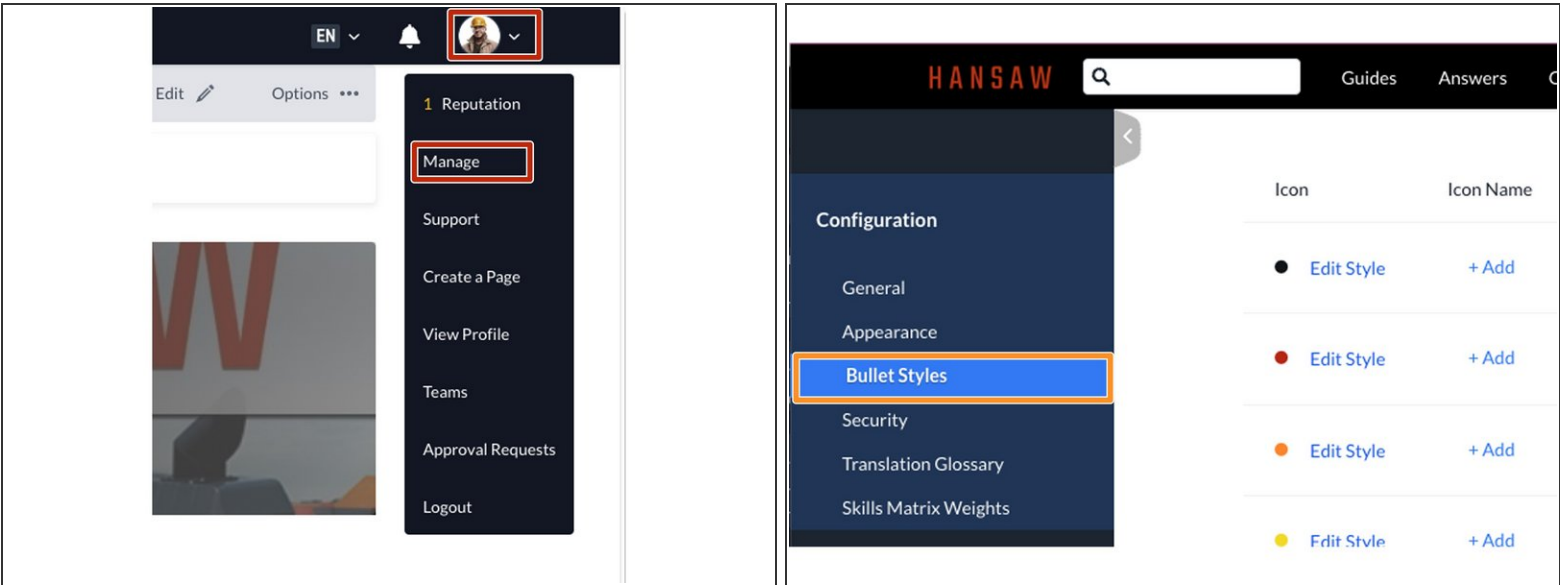 EN
Edit
Options •••
1 Reputation
Manage
Support
Create a Page
View Profile
Teams
Approval Requests
Logout
W
HANSAW
Guides Answers
Configuration
General
Appearance
Bullet Styles
Security
Translation Glossary
Skills Matrix Weights
Icon Icon Name
Edit Style + Add
Edit Style + Add
Edit Style + Add
Edit Style + Add